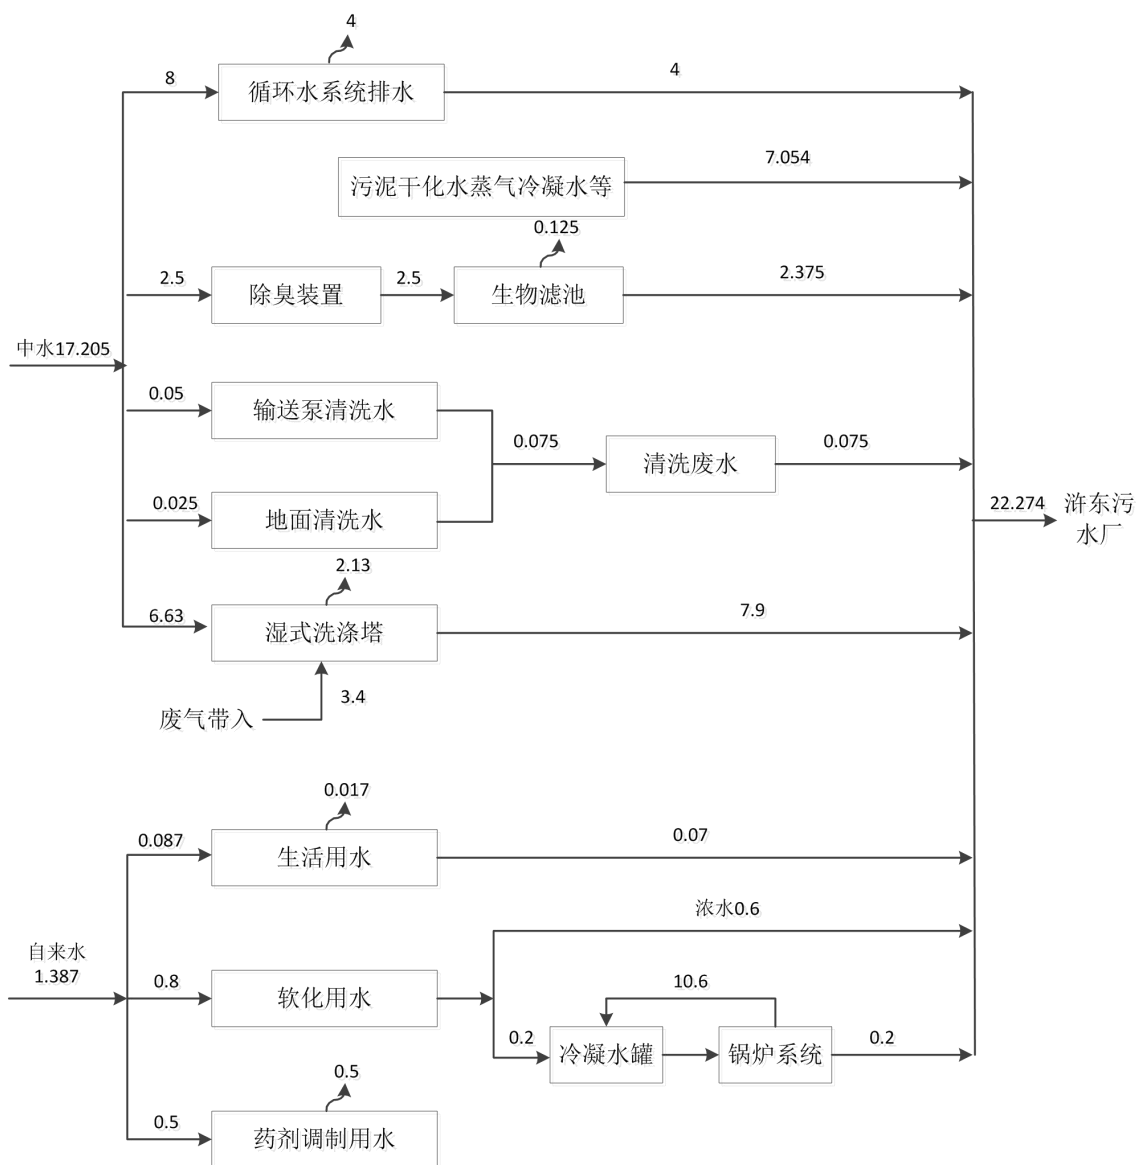 4
8
循环水系统排水
4
污泥干化水蒸气冷凝水等
7.054
0.125
2.5
除臭装置
2.5
生物滤池
2.375
中水17.205
0.05
输送泵清洗水
0.075
清洗废水
0.075
0.025
地面清洗水
22.274
浒东污
水厂
2.13
6.63
湿式洗涤塔
7.9
废气带入
3.4
0.017
0.087
生活用水
0.07
浓水0.6
自来水
1.387
0.8
软化用水
10.6
0.2
冷凝水罐
锅炉系统
0.2
0.5
0.5
药剂调制用水